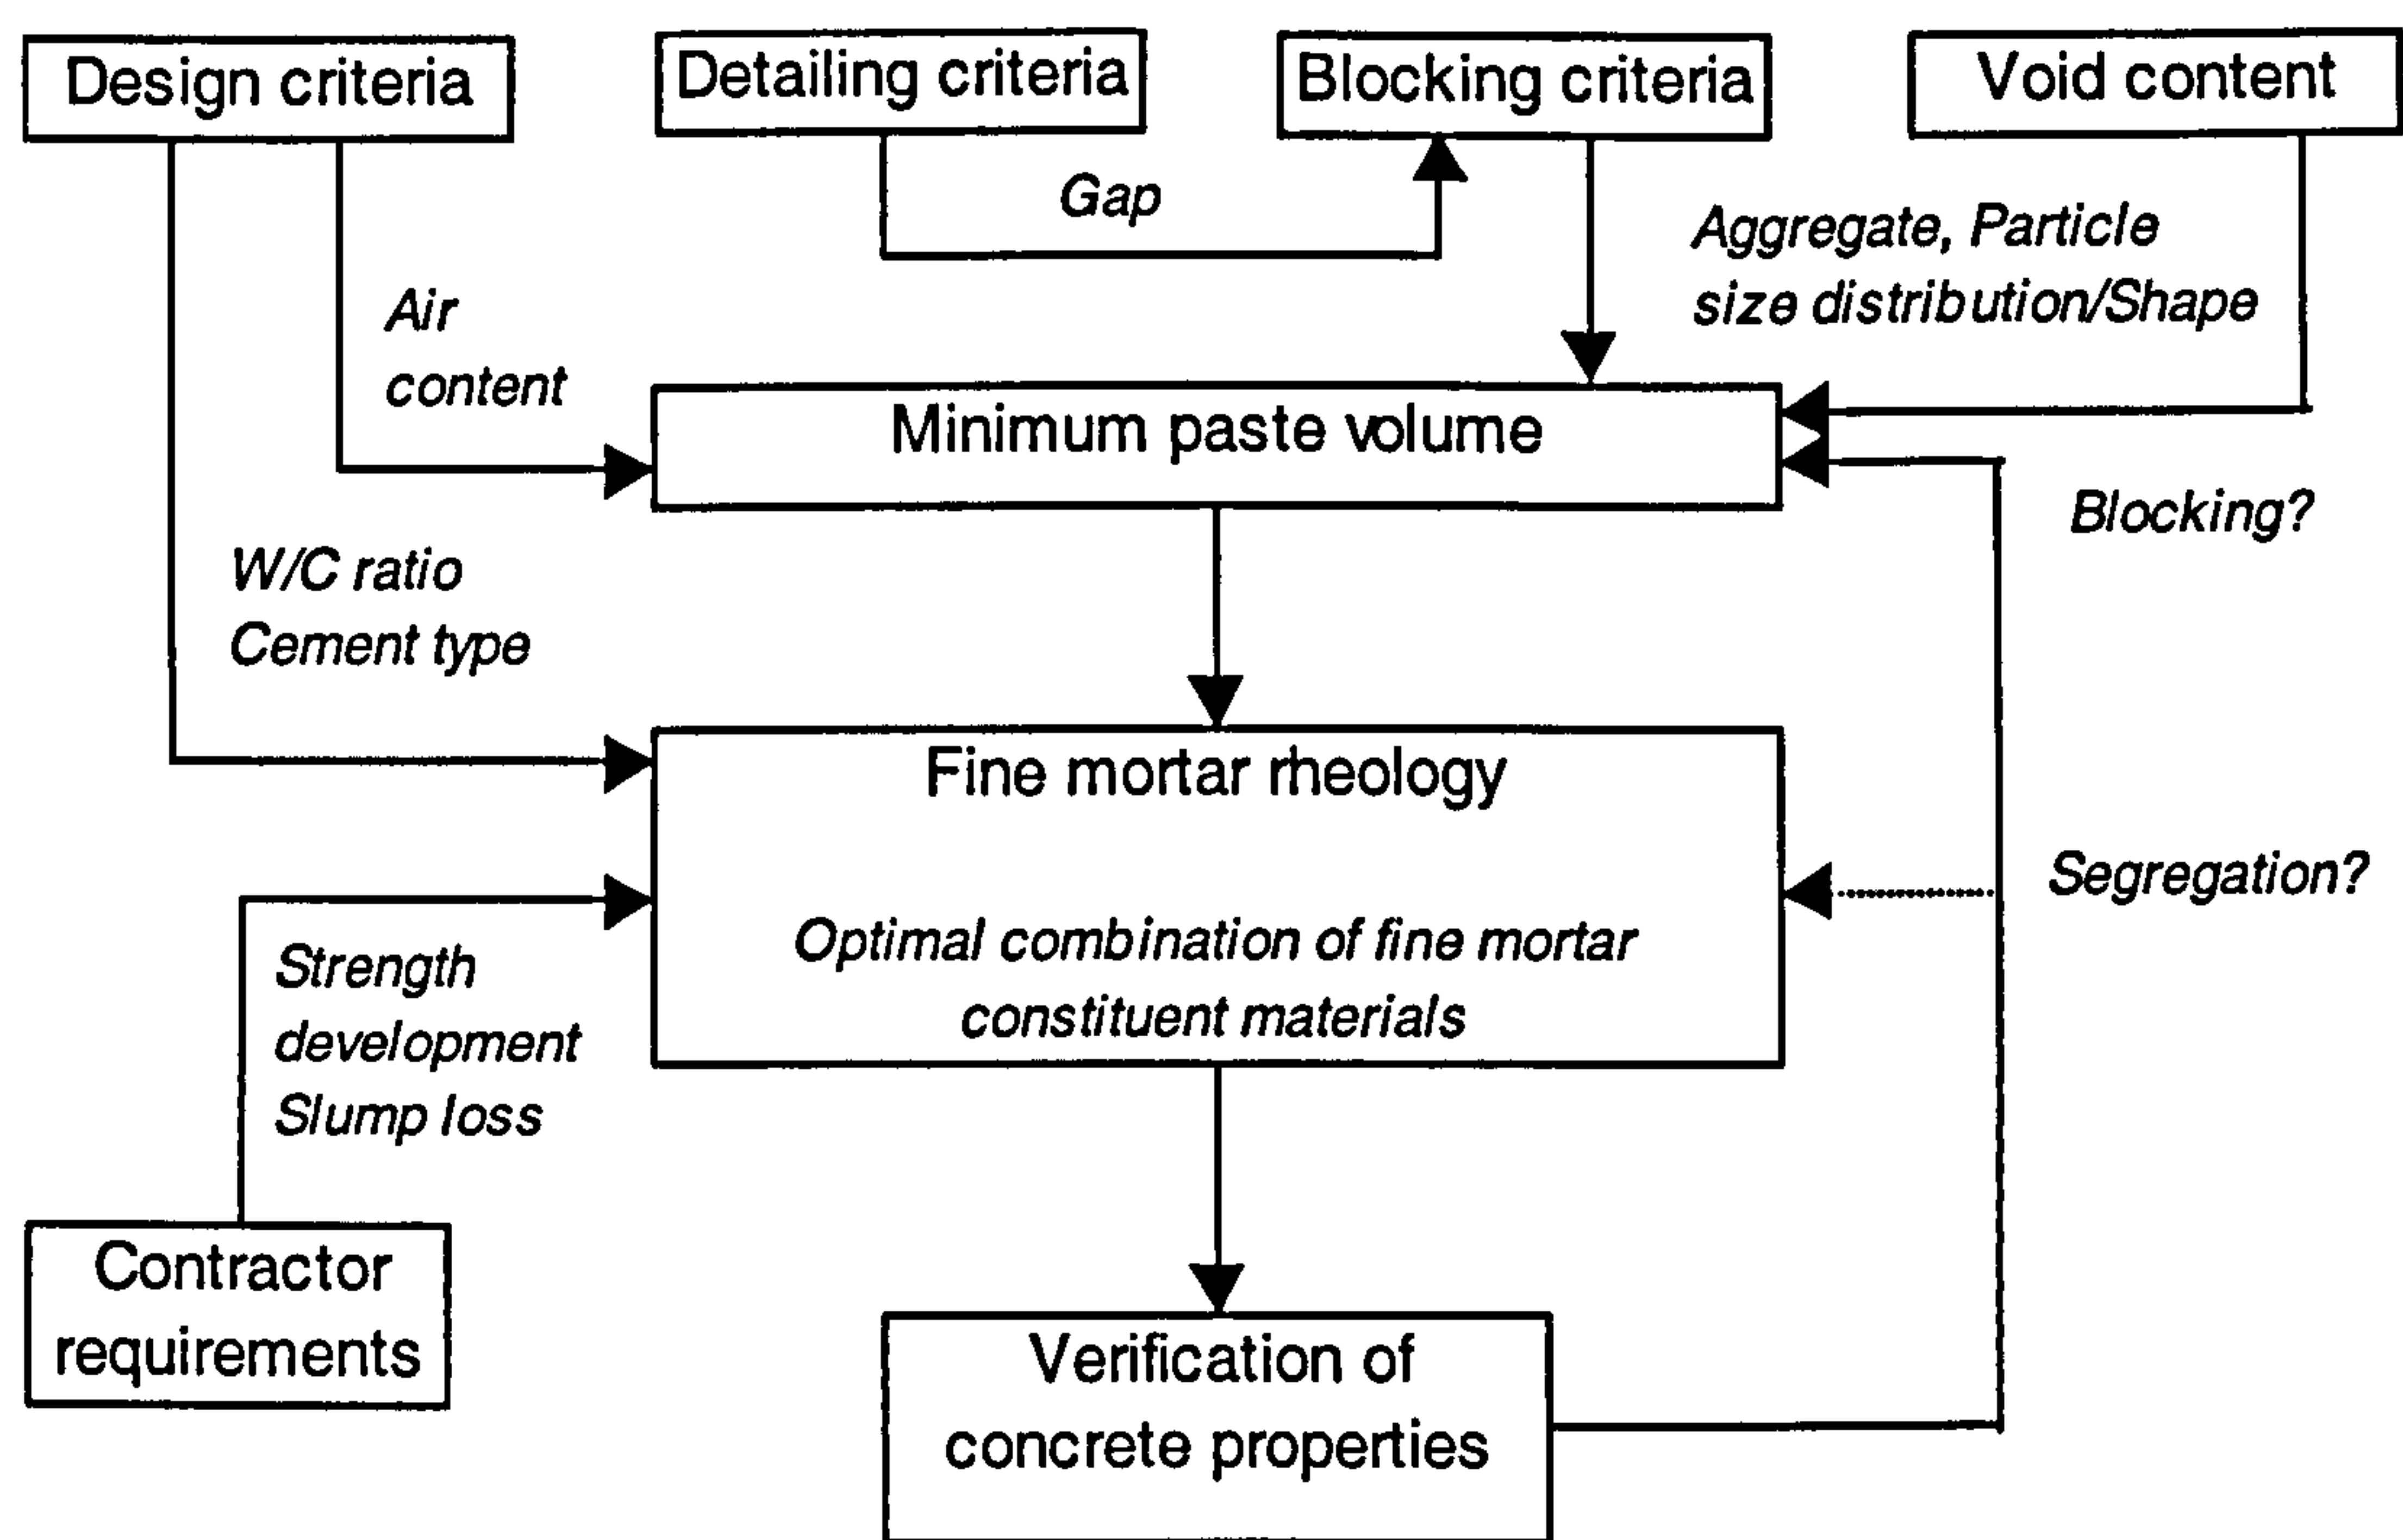 Design criteria
Detailing criteria
Blocking criteria
Void content
Gap
Aggregate, Particle
size distribution/Shape
Air
content
Minimum paste volume
Blocking?
W/C ratio
Cement type
Fine mortar rheology
Segregation?
Optimal combination of fine mortar
constituent materials
Strength
development
Slump loss
Contractor
requirements
Verification of
concrete properties